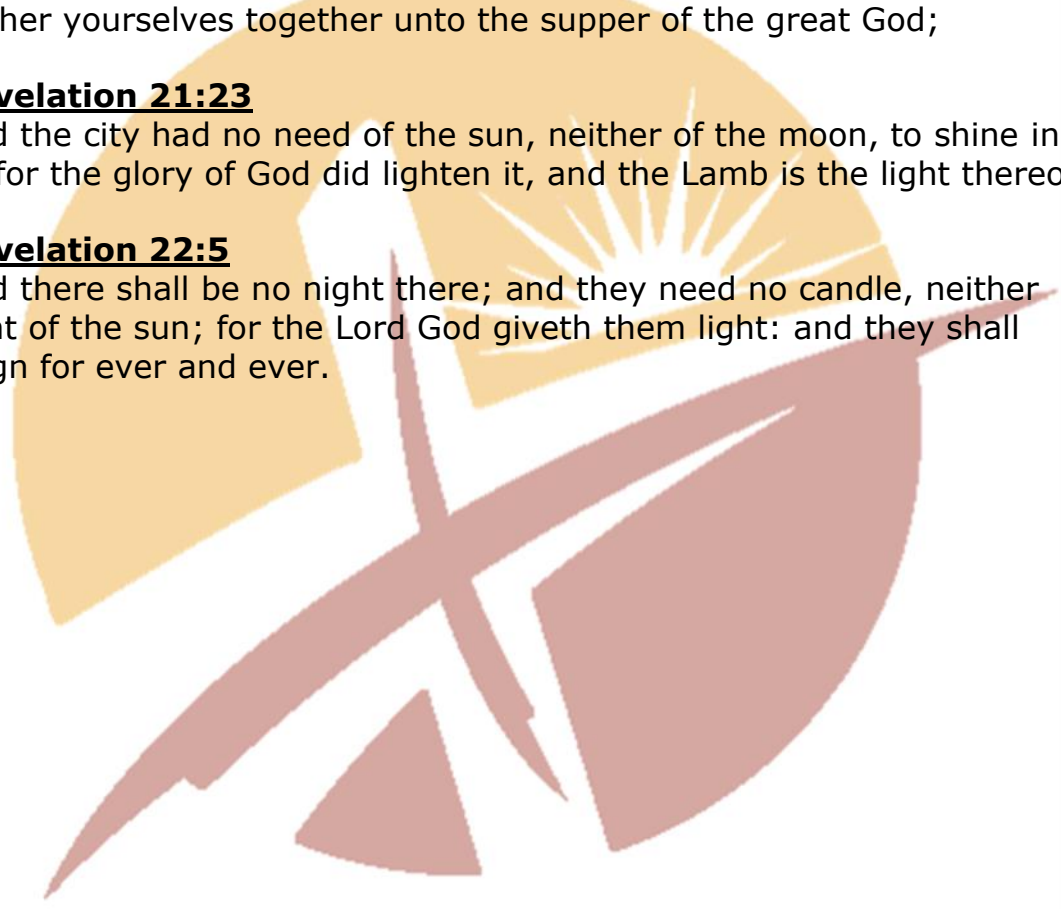 her yourselves together unto the supper of the great God;
velation 21:23
d the city had no need of the sun, neither of the moon, to shine in
for the glory of God did lighten it, and the Lamb is the light thereo
velation 22:5
d there shall be no night there; and they need no candle, neither
t of the sun; for the Lord God giveth them light: and they shall
gn for ever and ever.